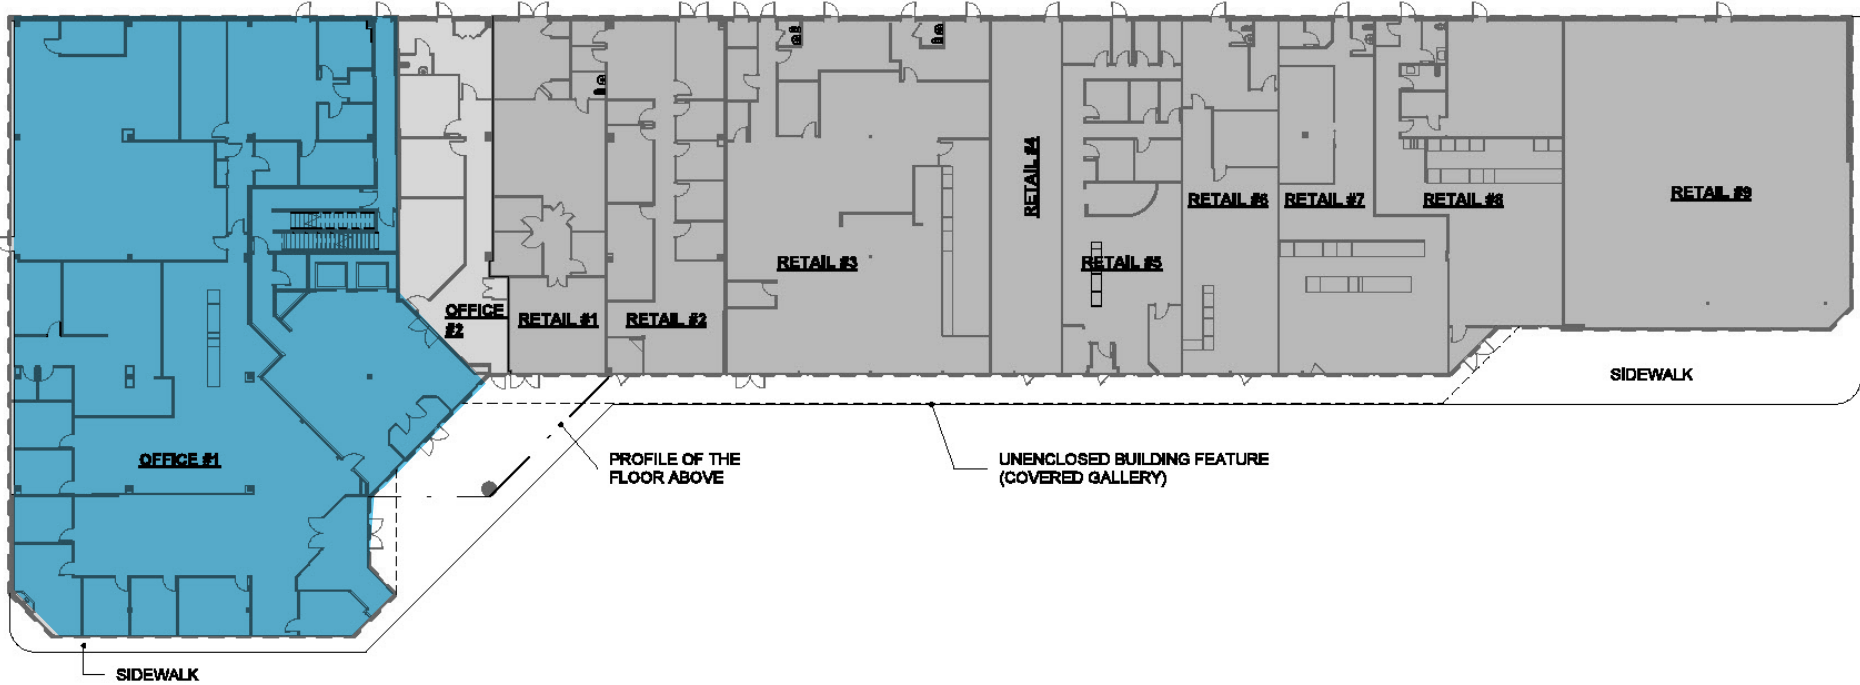 RETAIL #4
RETAIL #6
RETAIL #7
RETAIL #8
RETAIL #9
RETAIL #3
RETAIL #5
OFFICE
#2
RETAIL #1
RETAIL #2
SIDEWALK
OFFICE #1
PROFILE OF THE
FLOOR ABOVE
UNENCLOSED BUILDING FEATURE
(COVERED GALLERY)
SIDEWALK